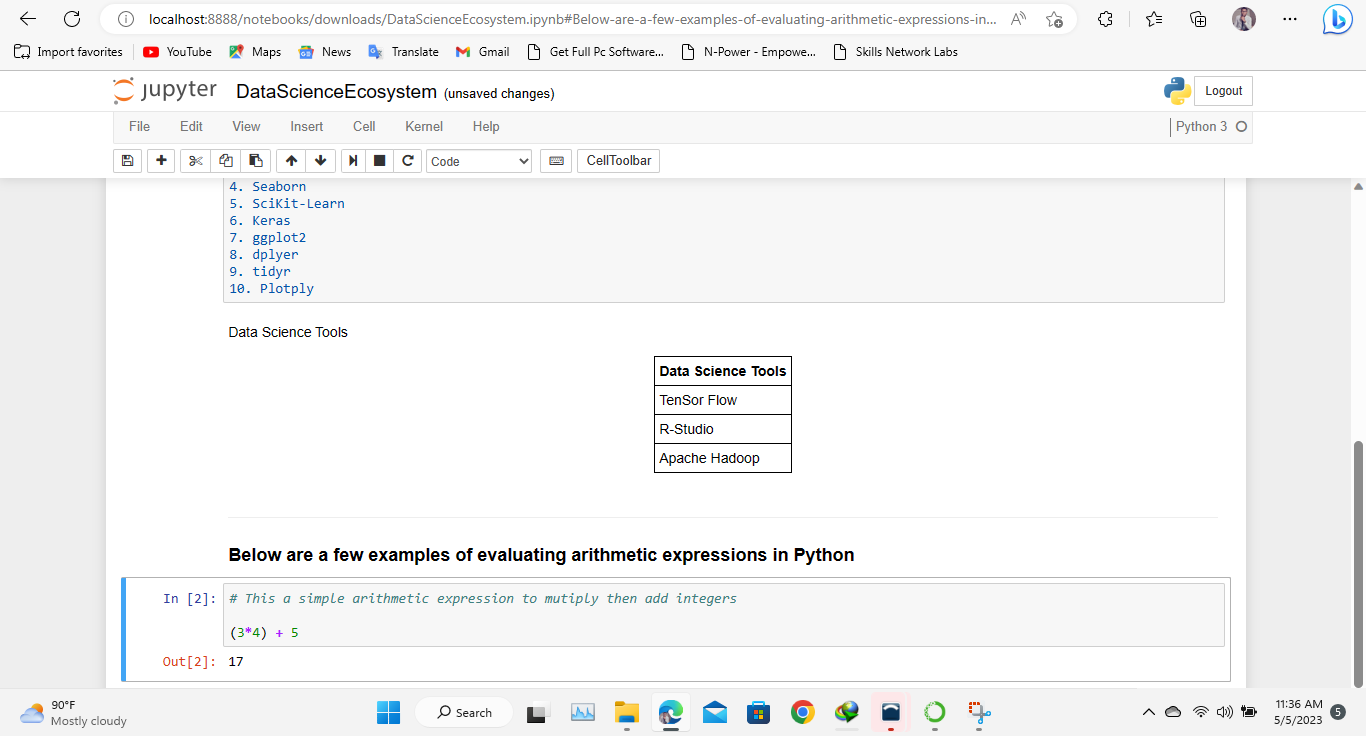 localhost:8888/notebooks/downloads/DataScienceEcosystem.ipynb#Below-are-a-few-examples-of-evaluating-arithmetic-expressions-in...
Import favorites YouTube Maps News Translate Gmail Get Full Pc Software... N-Power - Empowe... Skills Network Labs
jupyter DataScienceEcosystem (unsaved changes) Logout
File Edit View Insert Cell Kernel Help Python 3
Code CellToolbar
4. Seaborn
5. SciKit-Learn
6. Keras
7. ggplot2
8. dplyer
9. tidyr
10. Plotply
Data Science Tools
Data Science Tools
TenSor Flow
R-Studio
Apache Hadoop
Below are a few examples of evaluating arithmetic expressions in Python
In [2]: # This a simple arithmetic expression to mutiply then add integers
(3*4) + 5
Out[2]: 17
90°F
Mostly cloudy
Search
11:36 AM
5/5/2023
5